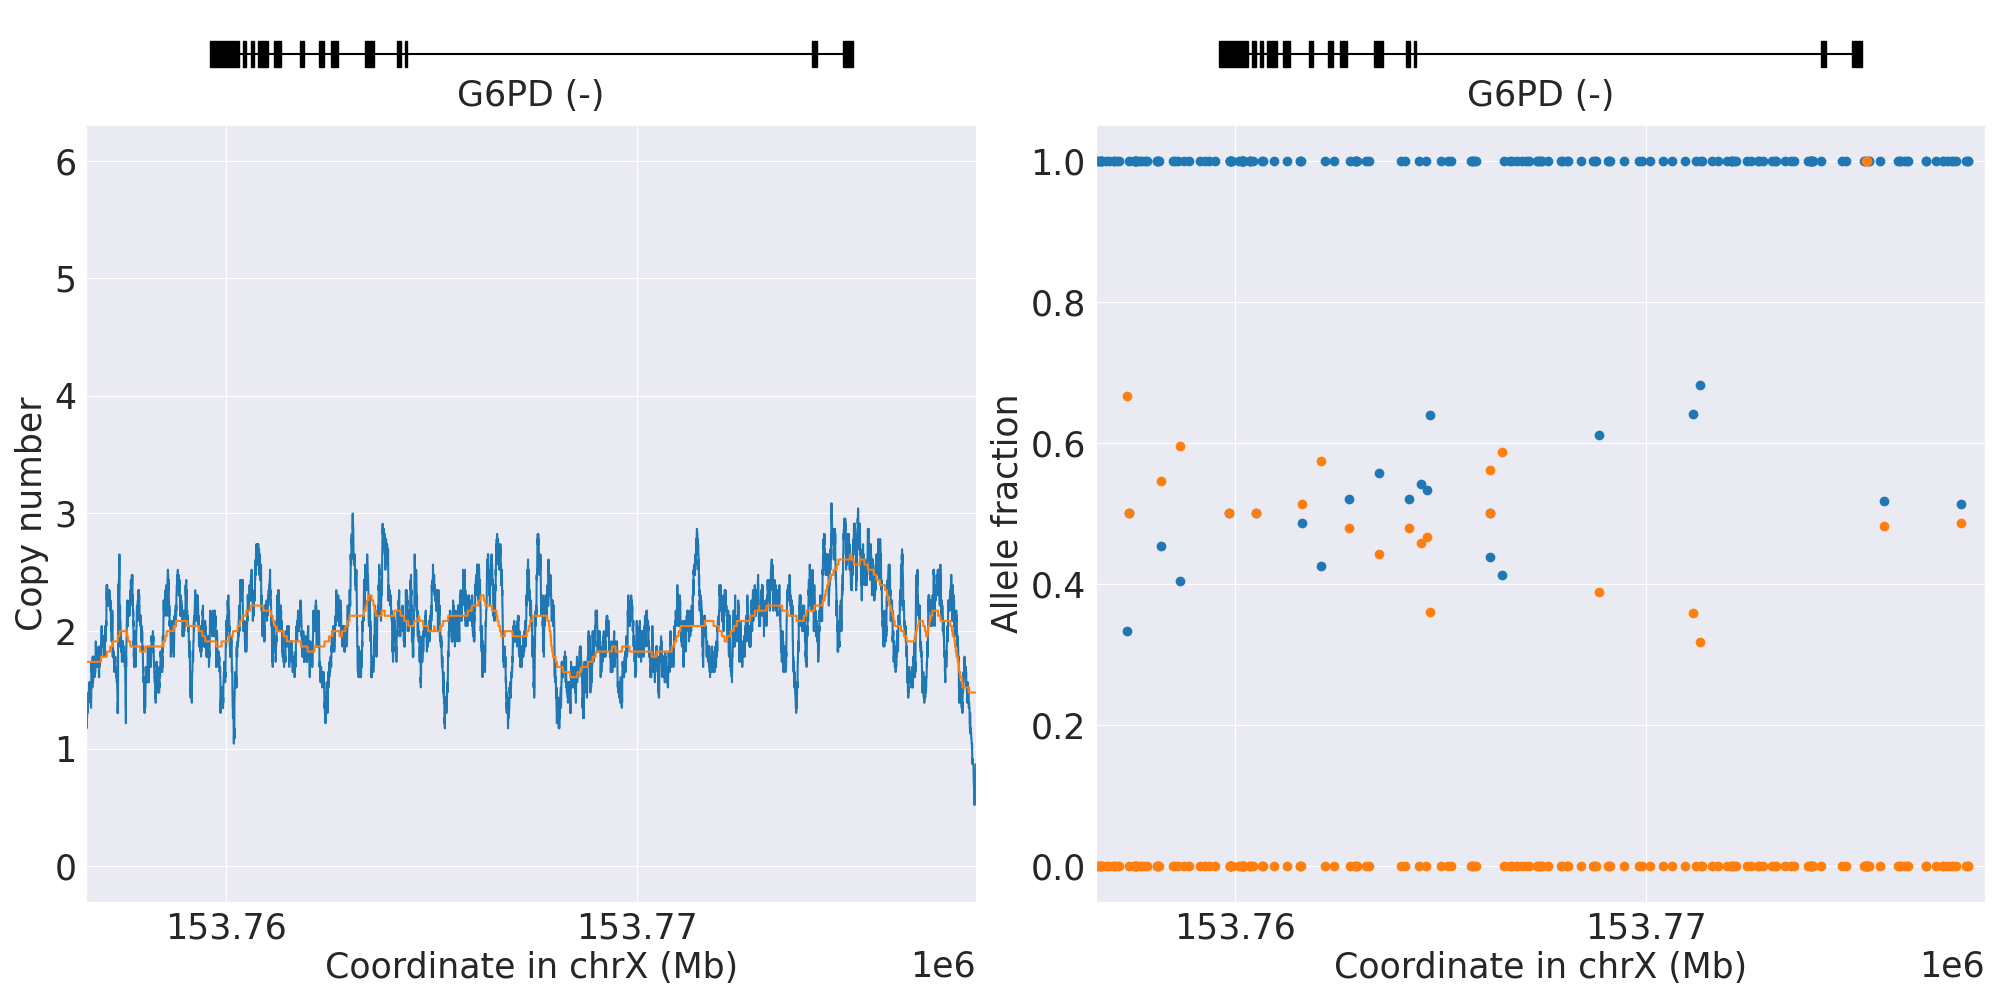 G6PD (-)
G6PD (-)
Copy number
6
5
4
3
2
1
0
153.76
153.77
Coordinate in chrX (Mb)
1e6
Allele fraction
1.0
0.8
0.6
0.4
0.2
0.0
153.76
153.77
Coordinate in chrX (Mb)
1e6